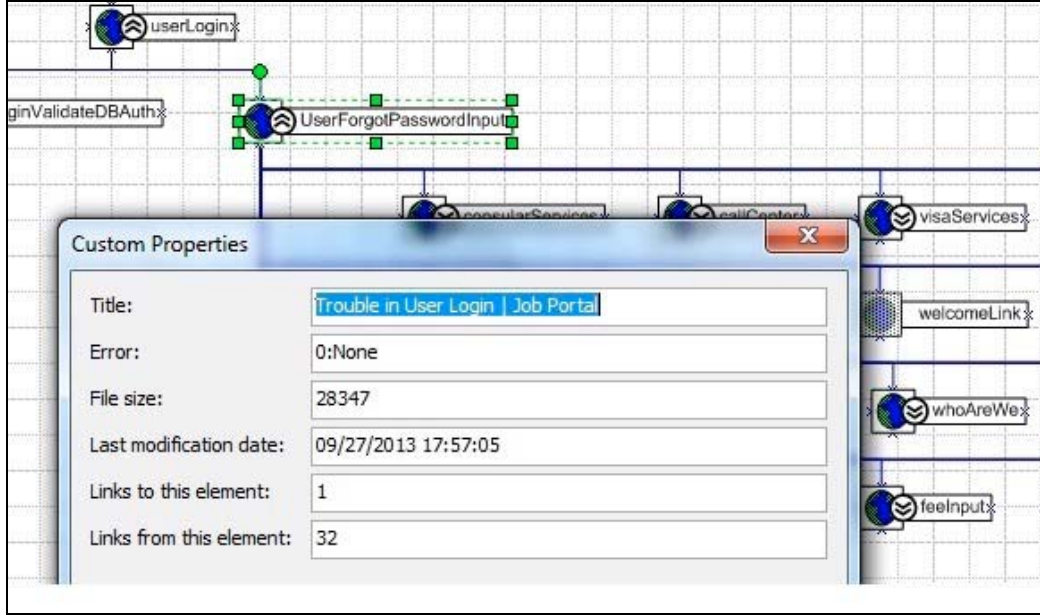 userLogin
ginValidateDBAuth
UserForgotPasswordInput
consularServices
callCenter
visaServices
Custom Properties
Title: Trouble in User Login | Job Portal
Error: 0:None
File size: 28347
Last modification date: 09/27/2013 17:57:05
Links to this element: 1
Links from this element: 32
welcomeLink
whoAreWe
feeInput